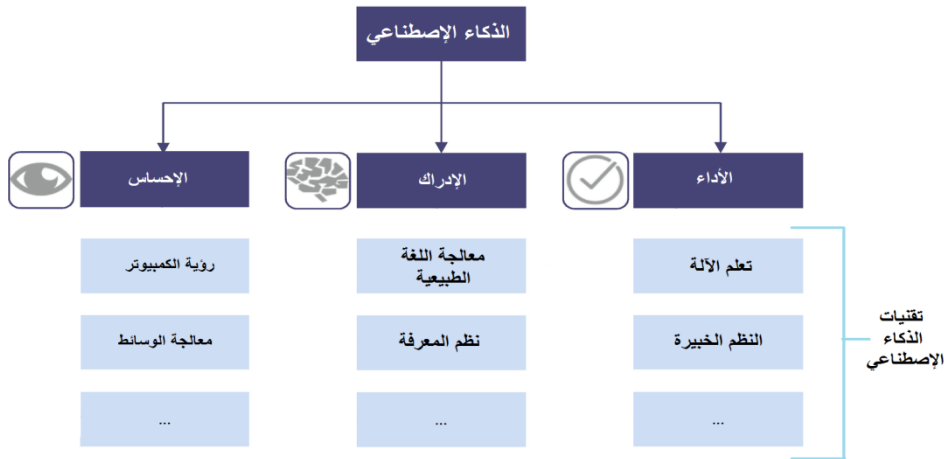 الذكاء الإصطناعي
الأداء
الإدراك
الإحساس
تعلم الآلة
معالجة اللغة
الطبيعية
رؤية الكمبيوتر
النظم الخبيرة
نظم المعرفة
معالجة الوسائط
...
...
...
تقنيات
الذكاء
الإصطناعي